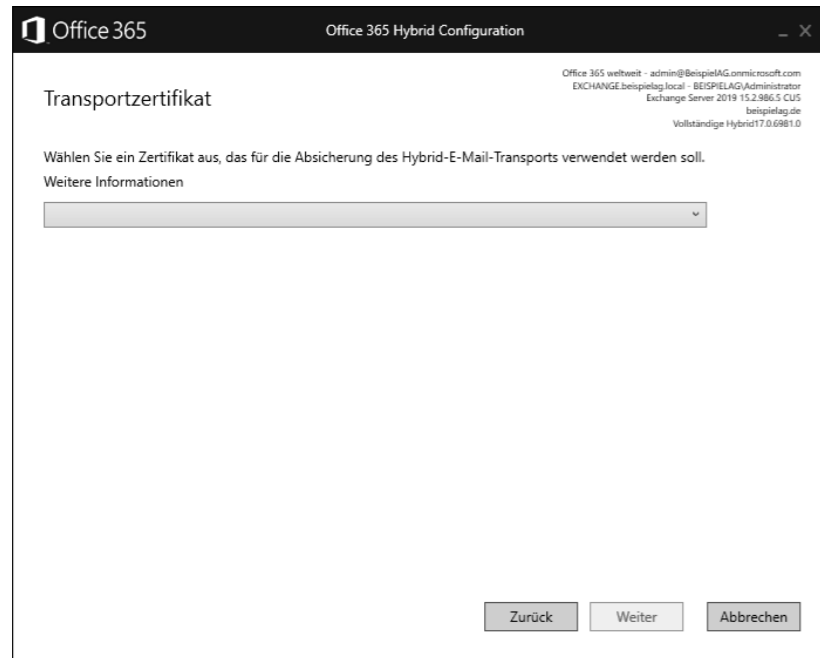 Office 365
Office 365 Hybrid Configuration
Office 365 weltweit - admin@BeispielAG.onmicrosoft.com
EXCHANGE.beispielag.local - BEISPIELAG\Administrator
Exchange Server 2019 15.2.986.5 CU5
beispielag.de
Vollständige Hybrid17.0.6981.0
Transportzertifikat
Wählen Sie ein Zertifikat aus, das für die Absicherung des Hybrid-E-Mail-Transports verwendet werden soll.
Weitere Informationen
Zurück Weiter Abbrechen